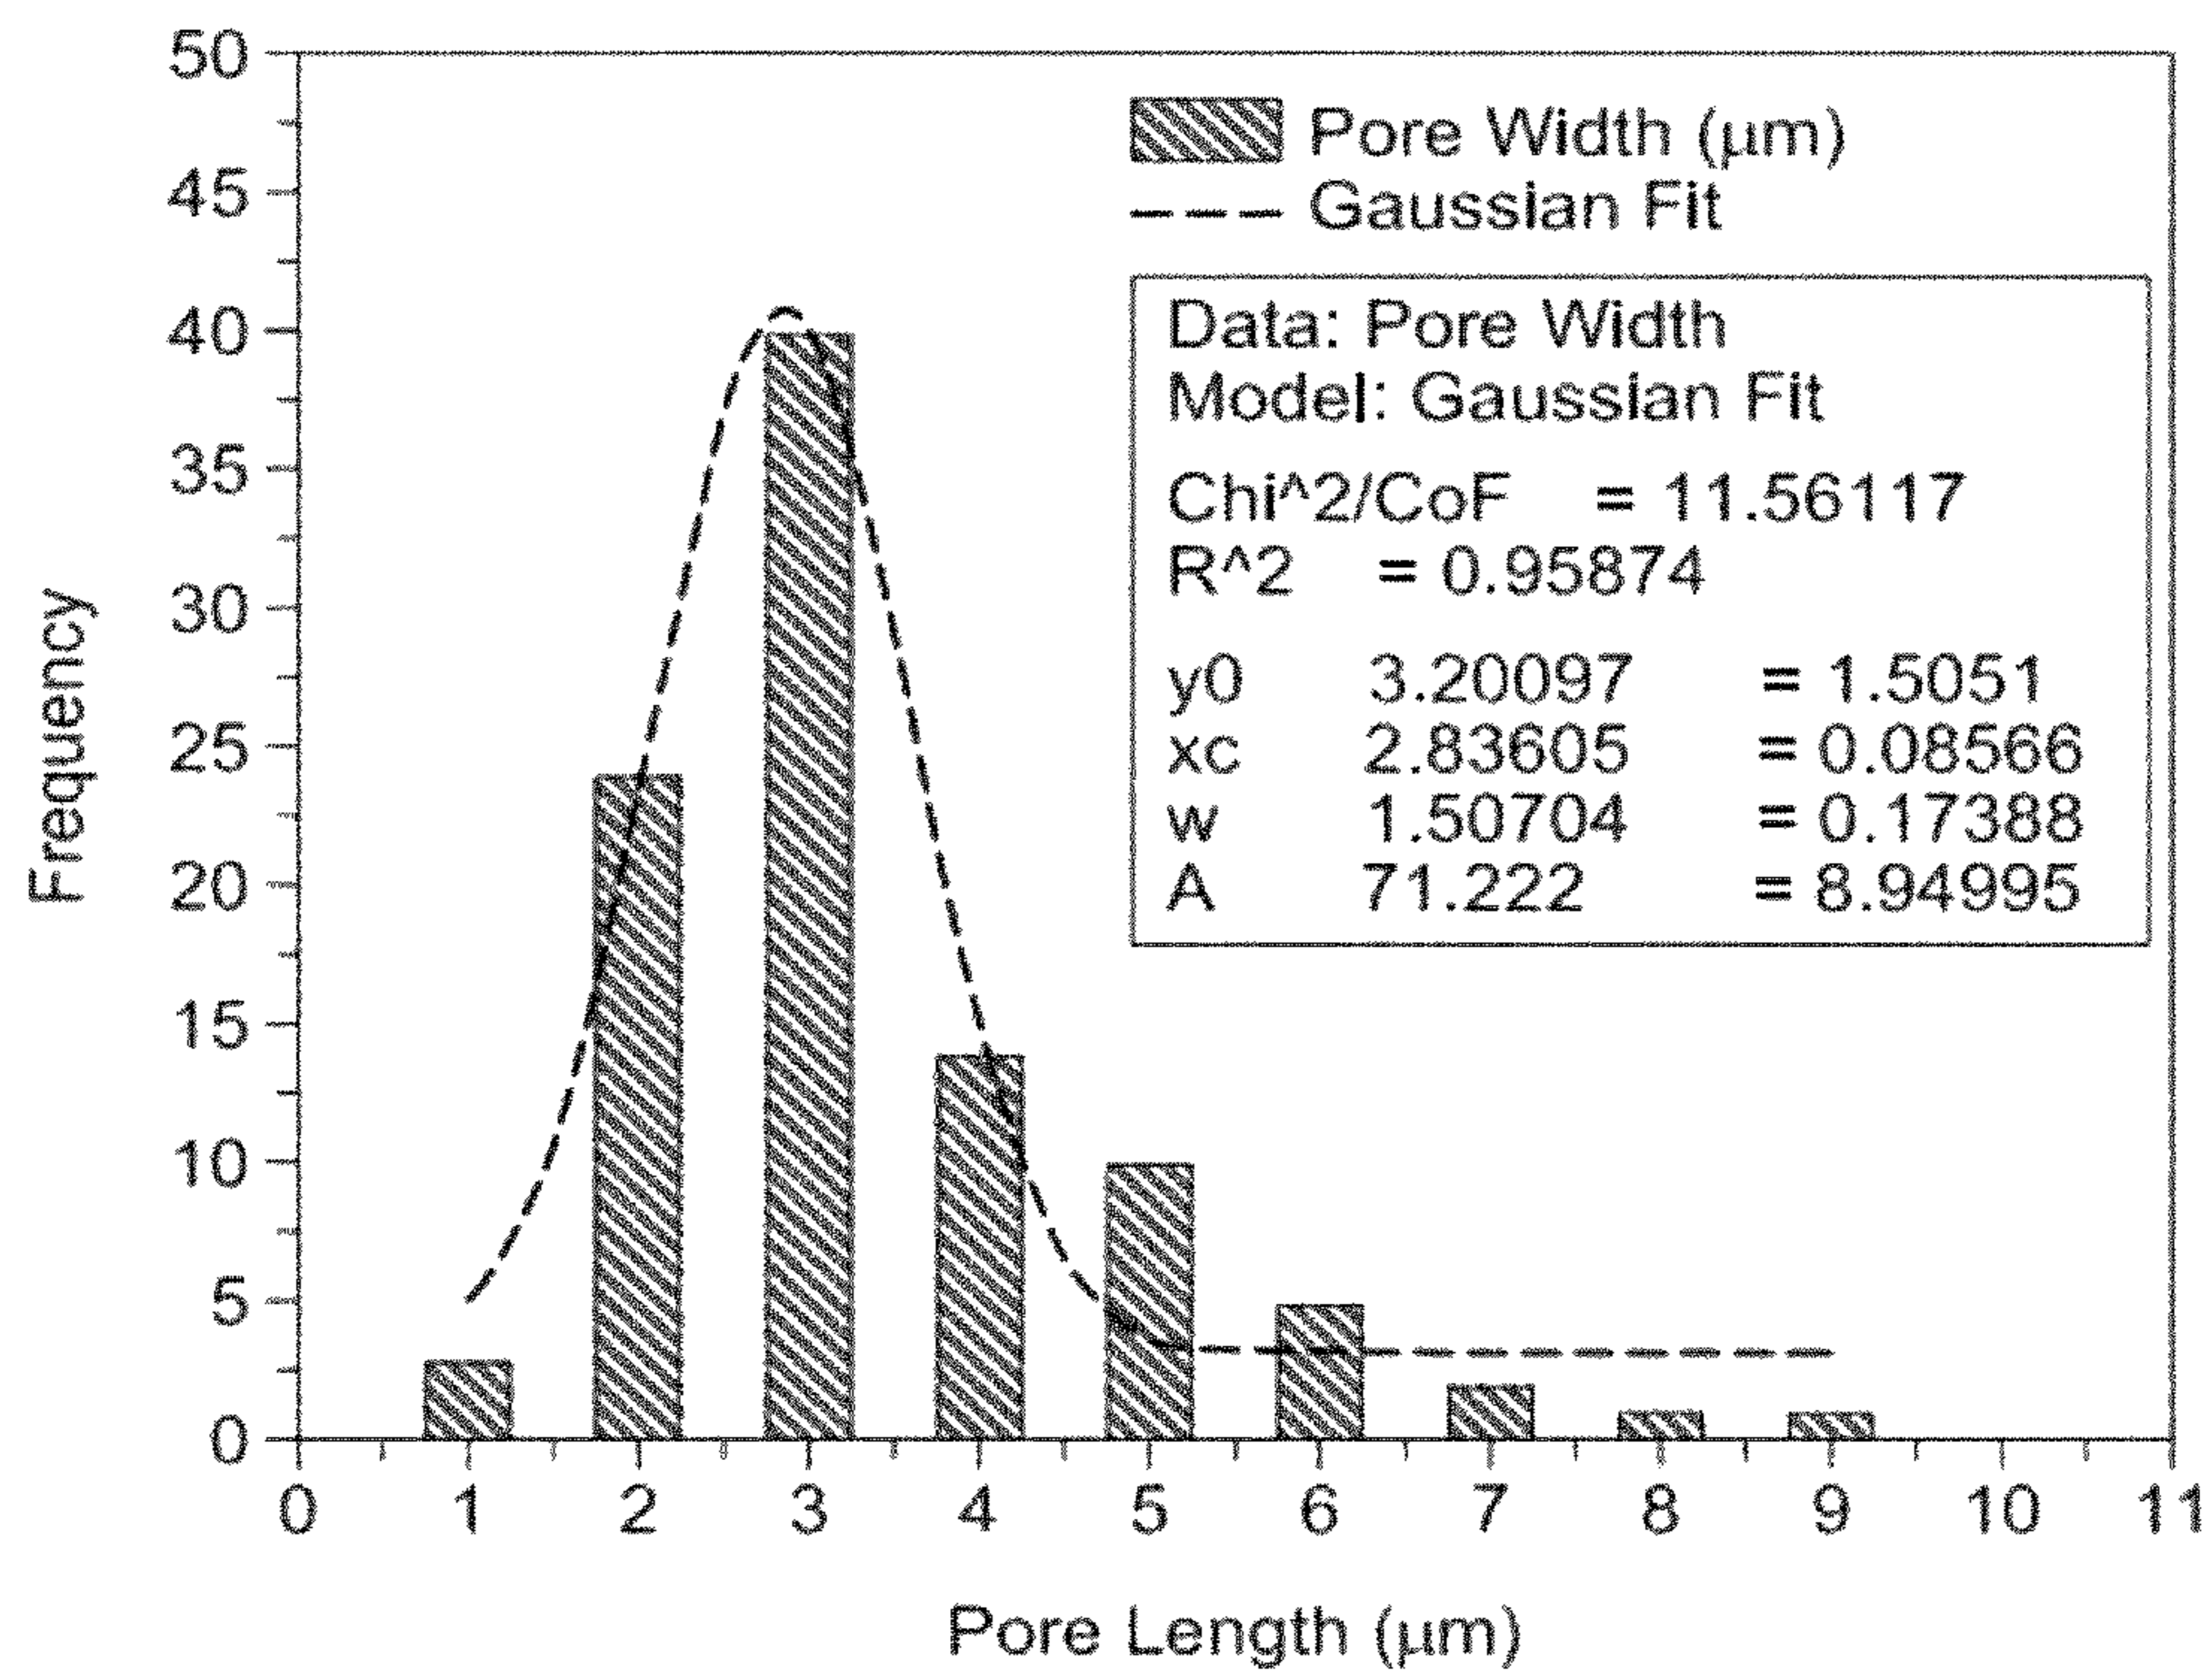 50
45
40
35
30
25
20
15
10
5
0
Frequency
Pore Width (μm)
Gaussian Fit
Data: Pore Width
Model: Gaussian Fit
Chi^2/CoF = 11.56117
R^2 = 0.95874
y0 3.20097 = 1.5051
xc 2.83605 = 0.08566
w 1.50704 = 0.17388
A 71.222 = 8.94995
0 1 2 3 4 5 6 7 8 9 10 11
Pore Length (μm)